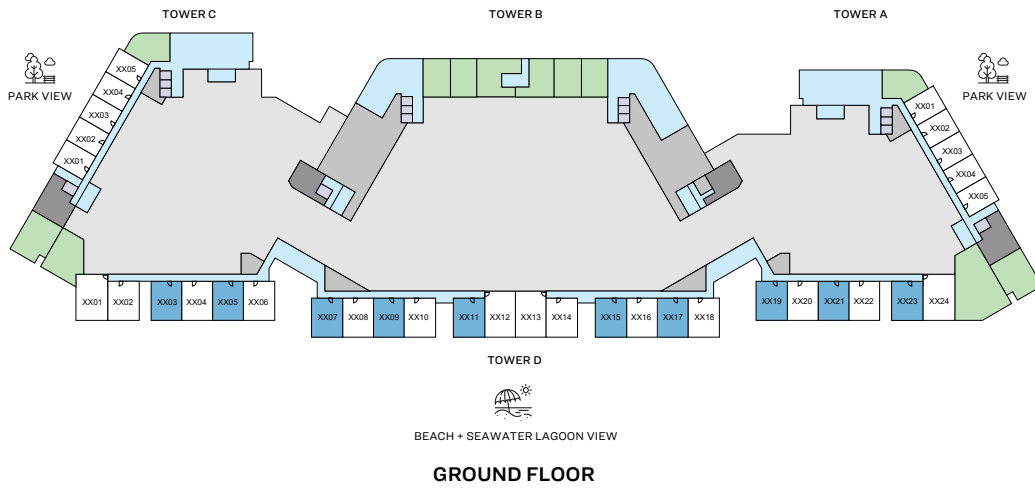 TOWER C
TOWER B
TOWER A
PARK VIEW
PARK VIEW
XX05
XX04
XX03
XX02
XX01
XX01
XX02
XX03
XX04
XX05
XX01
XX02
XX03
XX04
XX05
XX06
XX07
XX08
XX09
XX10
XX11
XX12
XX13
XX14
XX15
XX16
XX17
XX18
XX19
XX20
XX21
XX22
XX23
XX24
TOWER D
BEACH + SEAWATER LAGOON VIEW
GROUND FLOOR